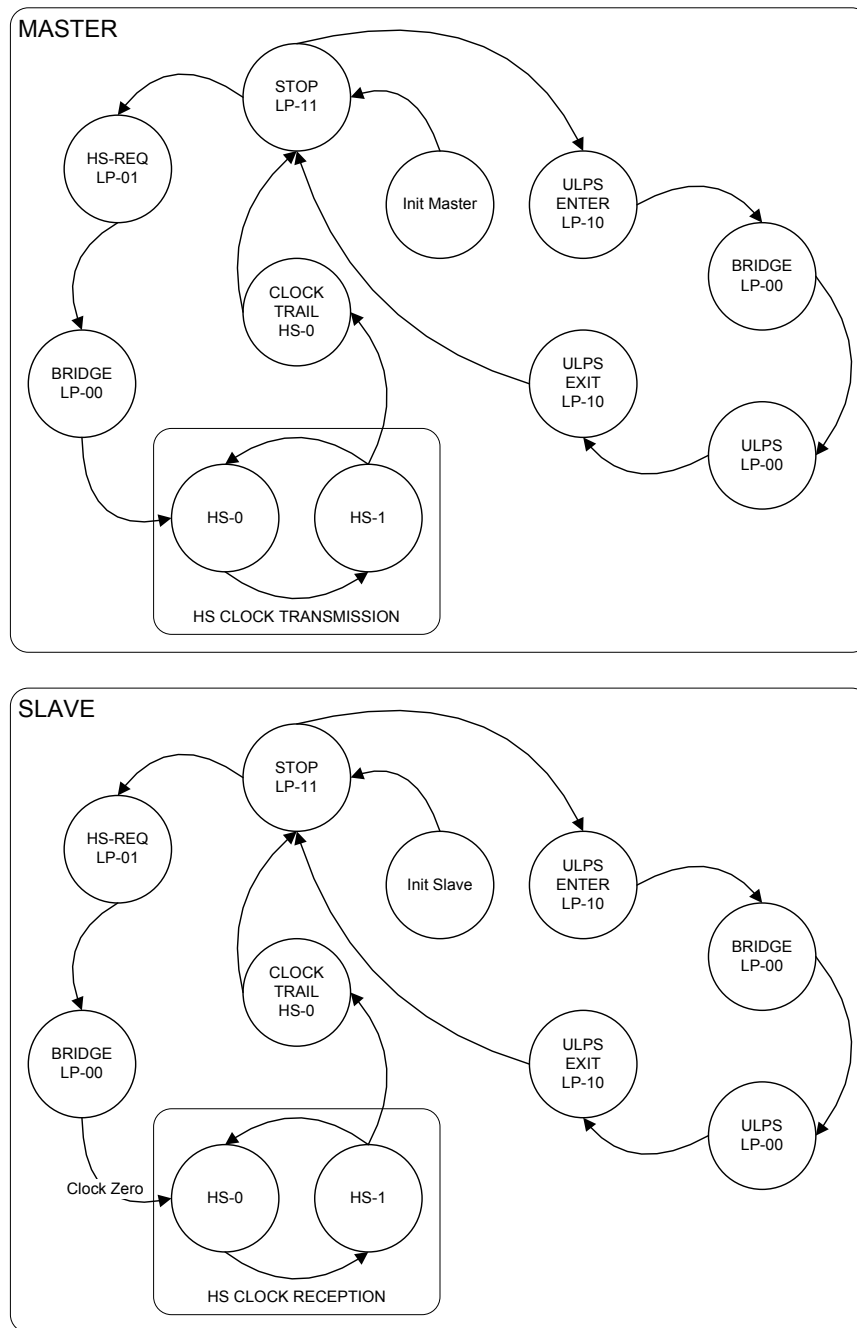 MASTER
STOP
LP-11
HS-REQ
LP-01
Init Master
ULPS
ENTER
LP-10
BRIDGE
LP-00
CLOCK
TRAIL
HS-0
BRIDGE
LP-00
ULPS
EXIT
LP-10
ULPS
LP-00
HS-0
HS-1
HS CLOCK TRANSMISSION
SLAVE
STOP
LP-11
HS-REQ
LP-01
Init Slave
ULPS
ENTER
LP-10
BRIDGE
LP-00
CLOCK
TRAIL
HS-0
BRIDGE
LP-00
ULPS
EXIT
LP-10
ULPS
LP-00
Clock Zero
HS-0
HS-1
HS CLOCK RECEPTION